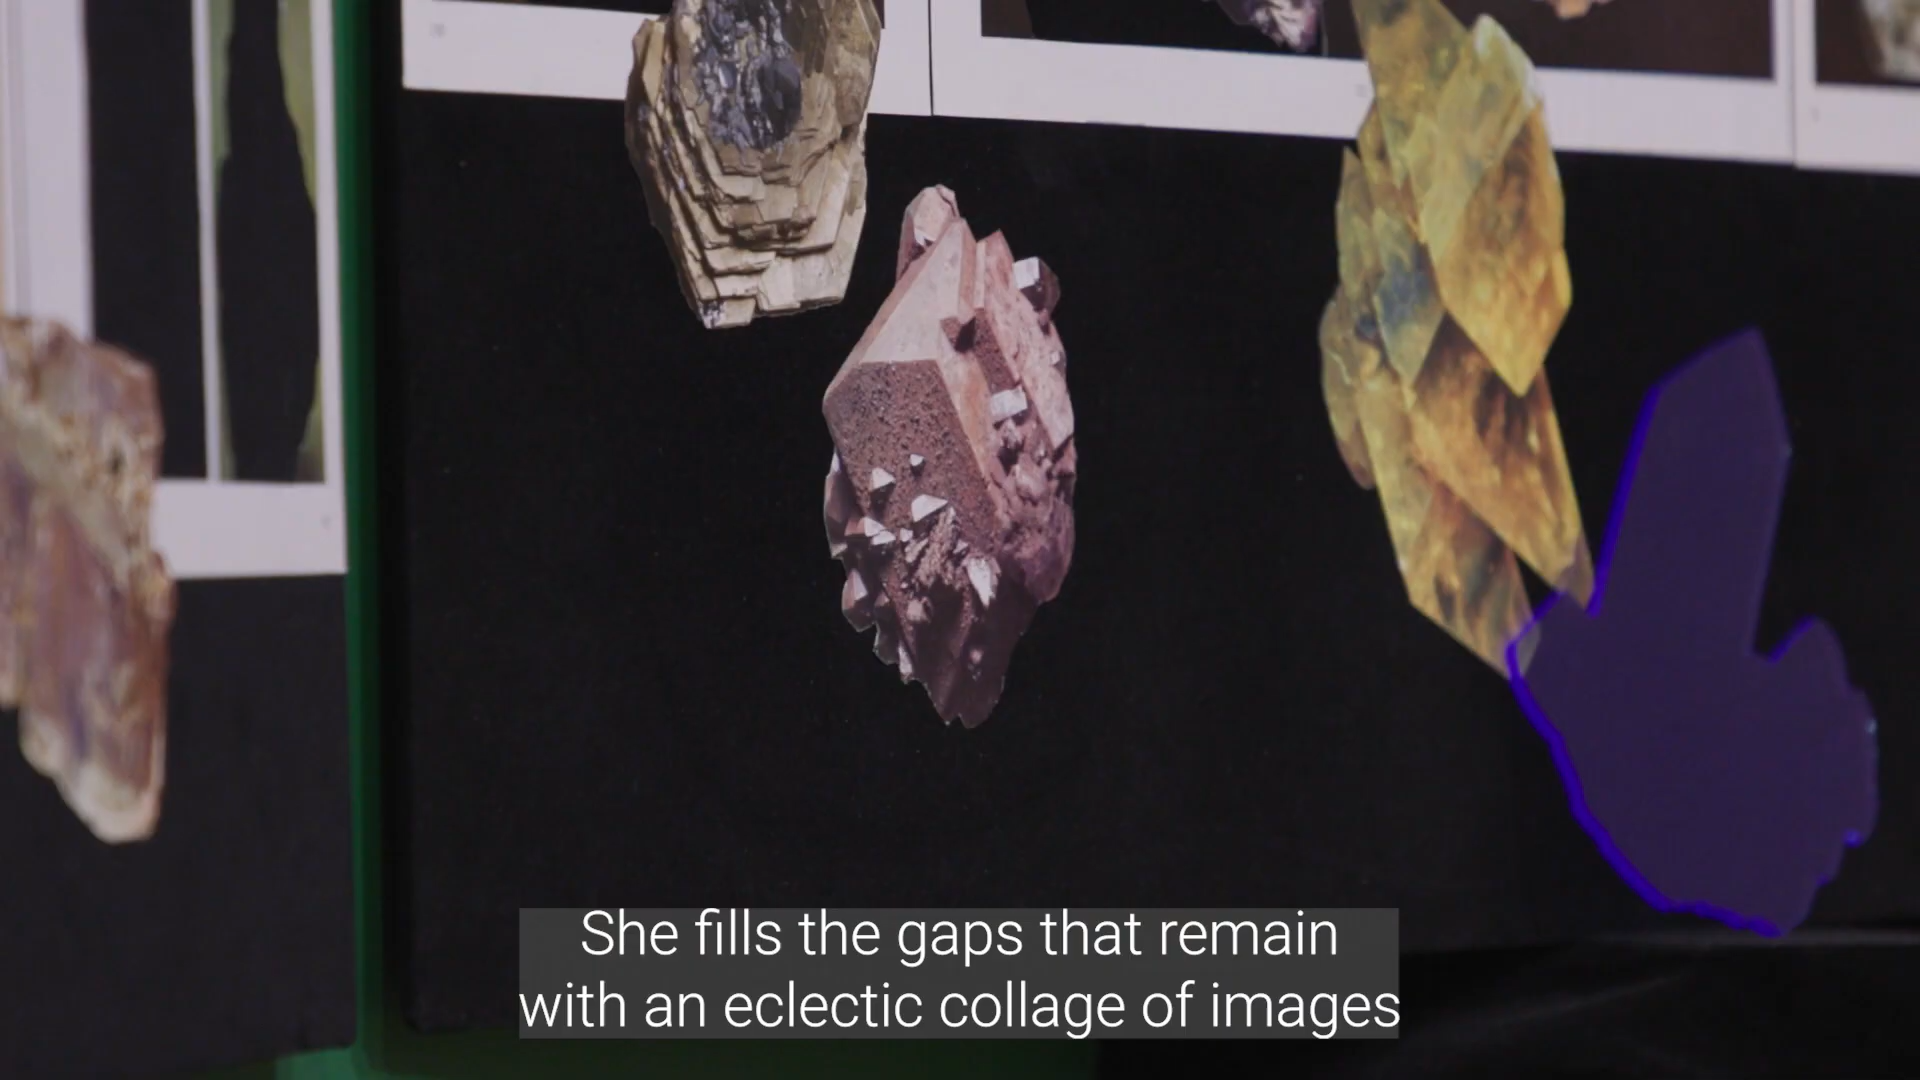 She fills the gaps that remain
with an eclectic collage of images